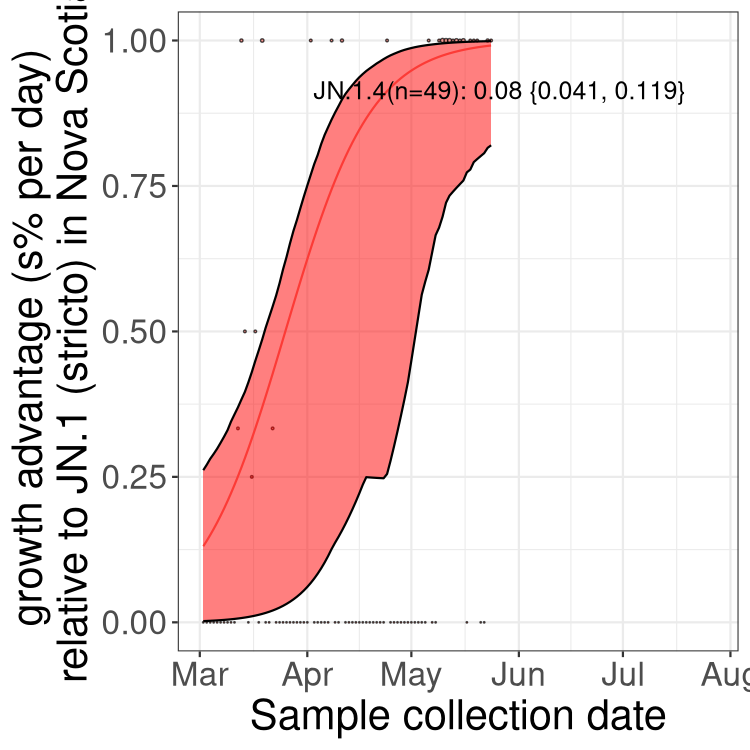 growth advantage (s% per day)
relative to JN.1 (stricto) in Nova Scotia
1.00
0.75
0.50
0.25
0.00
JN.1.4(n=49): 0.08 {0.041, 0.119}
Mar Apr May Jun Jul Aug
Sample collection date